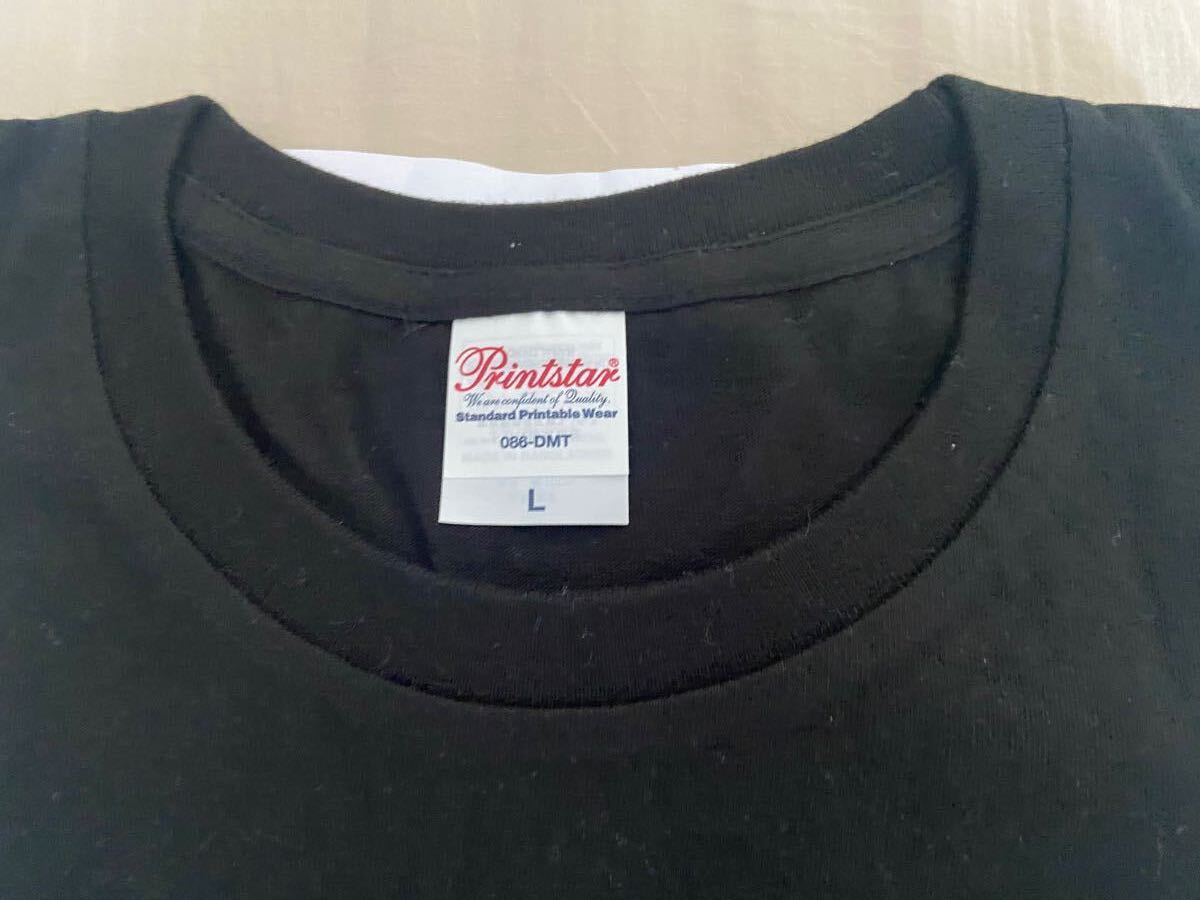 Printstar®
We are confident of Quality.
Standard Printable Wear
086-DMT
L